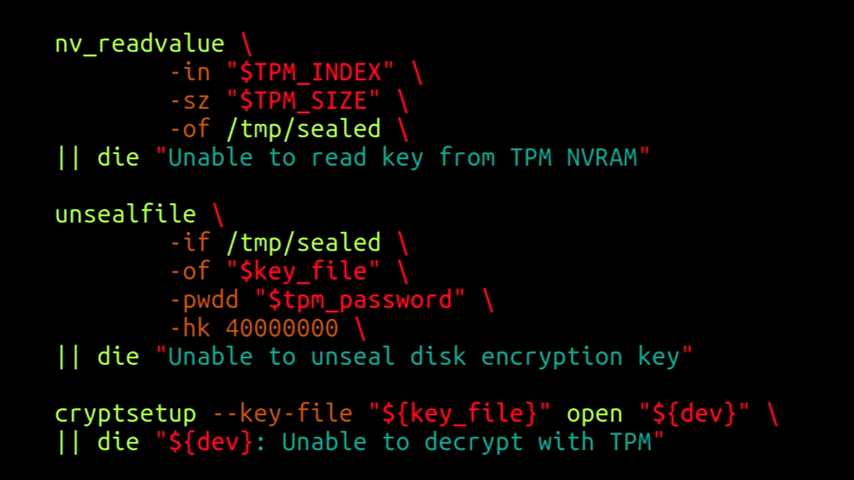 nv_readvalue \
-in "$TPM_INDEX" \
-sz "$TPM_SIZE" \
-of /tmp/sealed \
|| die "Unable to read key from TPM NVRAM"
unsealfile \
-if /tmp/sealed \
-of "$key_file" \
-pwdd "$tpm_password" \
-hk 40000000 \
|| die "Unable to unseal disk encryption key"
cryptsetup --key-file "${key_file}" open "${dev}" \
|| die "${dev}: Unable to decrypt with TPM"